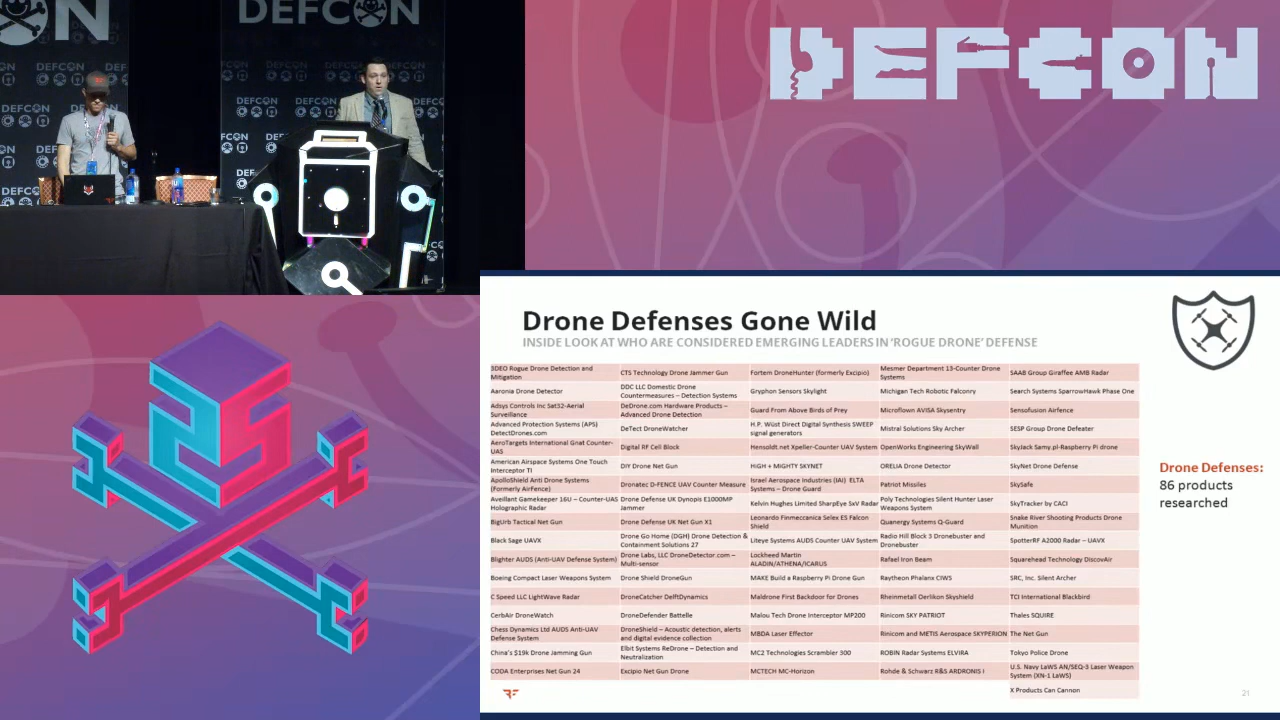 DEFCON
DEFCON
Drone Defenses Gone Wild
INSIDE LOOK AT WHO ARE CONSIDERED EMERGING LEADERS IN 'ROGUE DRONE' DEFENSE
3DEO Rogue Drone Detection and
Mitigation
Aaronia Drone Detector
Adsys Controls Inc SatS2-Aerial
Surveillance
Advanced Protection Systems (APS)
DetectDrones.com
AeroTargets International Gnat Counter-
UAS
American Airspace Systems One Touch
Interceptor TI
ApolloShield Anti Drone Systems
(Formerly AirFence)
Aveillant Gamekeeper 16U – Counter-UAS
Holographic Radar
BigUrb Tactical Net Gun
Black Sage UAVX
Blighter AUDS (Anti-UAV Defense System)
Boeing Compact Laser Weapons System
C Speed LLC LightWave Radar
CerbAir DroneWatch
Chess Dynamics Ltd AUDS Anti-UAV
Defense System
China's $19k Drone Jamming Gun
CODA Enterprises Net Gun 24
CTS Technology Drone Jammer Gun
DDC LLC Domestic Drone
Countermeasures – Detection Systems
DeDrone.com Hardware Products –
Advanced Drone Detection
DeTect DroneWatcher
Digital RF Cell Block
DIY Drone Net Gun
Dronatec D-FENCE UAV Counter Measure
Drone Defense UK Dynopis E1000MP
Jammer
Drone Defense UK Net Gun X1
Drone Go Home (DGH) Drone Detection &
Containment Solutions 27
Drone Labs, LLC DroneDetector.com –
Multi-sensor
Drone Shield DroneGun
DroneCatcher DelftDynamics
DroneDefender Battelle
DroneShield – Acoustic detection, alerts
and digital evidence collection
Elbit Systems ReDrone – Detection and
Neutralization
Excipio Net Gun Drone
Fortem DroneHunter (formerly Excipio)
Gryphon Sensors Skylight
Guard From Above Birds of Prey
H.P. Wüst Direct Digital Synthesis SWEEP
signal generators
Hensoldt.net Xpeller-Counter UAV System
HiGH + MiGHTY SKYNET
Israel Aerospace Industries (IAI) ELTA
Systems – Drone Guard
Kelvin Hughes Limited SharpEye SxV Radar
Leonardo Finmeccanica Selex ES Falcon
Shield
Liteye Systems AUDS Counter UAV System
Lockheed Martin
ALADIN/ATHENA/ICARUS
MAKE Build a Raspberry Pi Drone Gun
Maldrone First Backdoor for Drones
Malou Tech Drone Interceptor MP200
MBDA Laser Effector
MC2 Technologies Scrambler 300
MCTECH MC-Horizon
Mesmer Department 13-Counter Drone
Systems
Michigan Tech Robotic Falconry
Microflown AVISA Skysentry
Mistral Solutions Sky Archer
OpenWorks Engineering SkyWall
ORELIA Drone Detector
Patriot Missiles
Poly Technologies Silent Hunter Laser
Weapons System
Quanergy Systems Q-Guard
Radio Hill Block 3 Dronebuster and
Dronebuster
Rafael Iron Beam
Raytheon Phalanx CIWS
Rheinmetall Oerlikon Skyshield
Rinicom SKY PATRIOT
Rinicom and METIS Aerospace SKYPERION
ROBIN Radar Systems ELVIRA
Rohde & Schwarz R&S ARDRONIS I
SAAB Group Giraffe AMB Radar
Search Systems SparrowHawk Phase One
Sensofusion Airfence
SESP Group Drone Defeater
SkyJack Samy.pl-Raspberry Pi drone
SkyNet Drone Defense
SkySafe
SkyTracker by CACI
Snake River Shooting Products Drone
Munition
SpotterRF A2000 Radar – UAVX
Squarehead Technology DiscovAir
SRC, Inc. Silent Archer
TCI International Blackbird
Thales SQUIRE
The Net Gun
Tokyo Police Drone
U.S. Navy LaWS AN/SEQ-3 Laser Weapon
System (XN-1 LaWS)
X Products Can Cannon
Drone Defenses:
86 products
researched
21